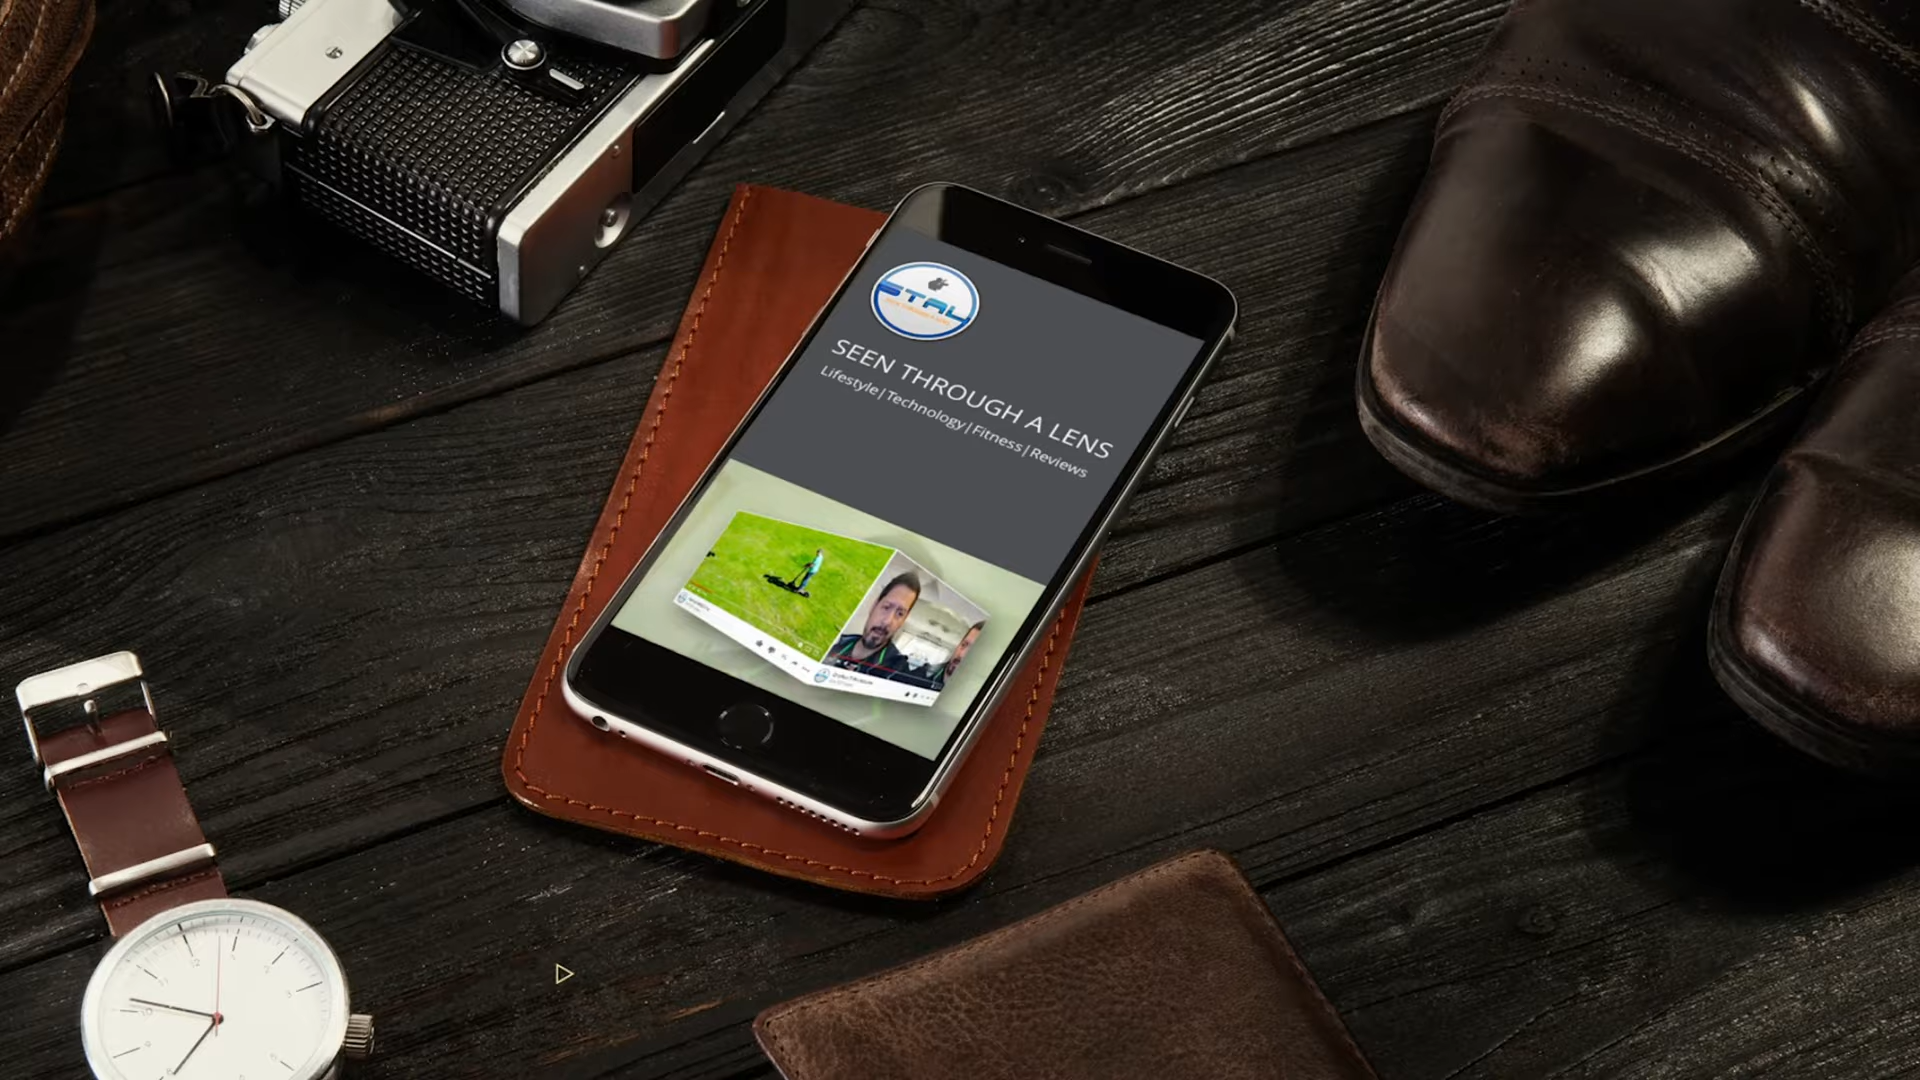 STAL
SEEN THROUGH A LENS
Lifestyle|Technology|Fitness|Reviews